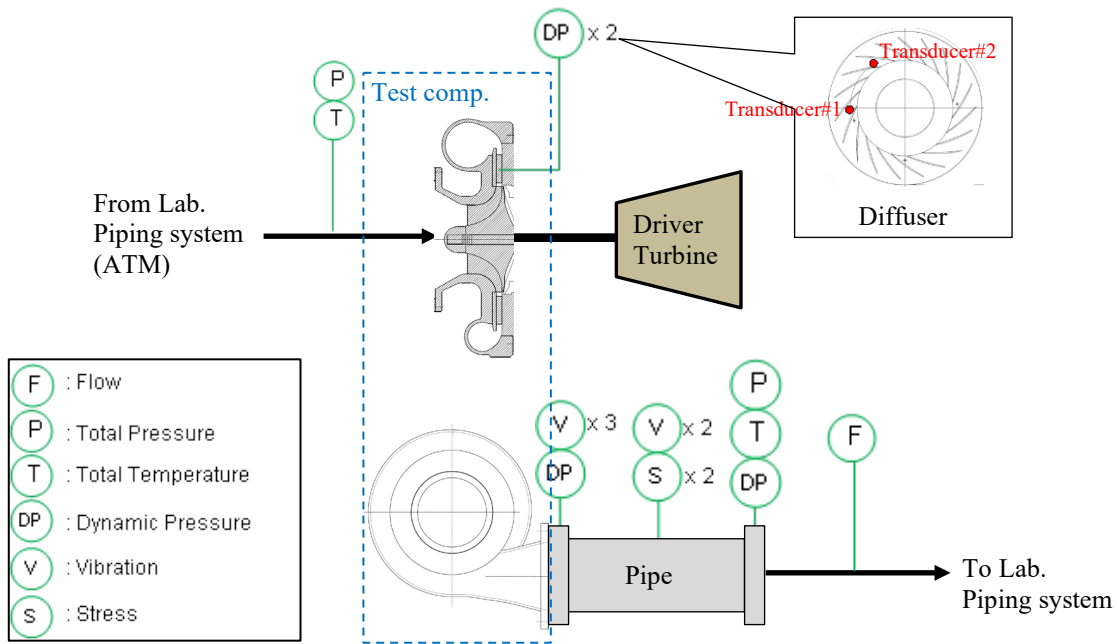 DP x 2
Transducer#2
Transducer#1
Diffuser
P
T
Test comp.
From Lab.
Piping system
(ATM)
Driver
Turbine
F : Flow
P : Total Pressure
T : Total Temperature
DP : Dynamic Pressure
V : Vibration
S : Stress
V x 3
DP
V x 2
S x 2
P
T
DP
F
Pipe
To Lab.
Piping system